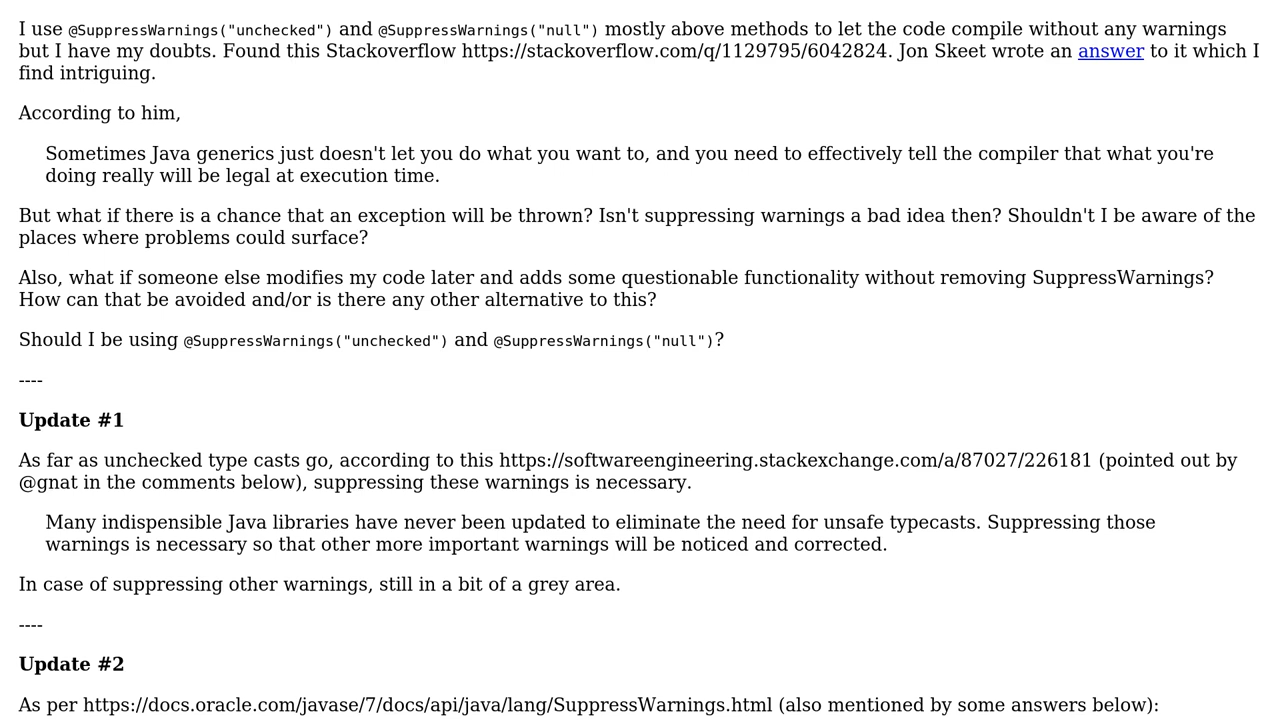 I use @SuppressWarnings("unchecked") and @SuppressWarnings("null") mostly above methods to let the code compile without any warnings
but I have my doubts. Found this Stackoverflow https://stackoverflow.com/q/1129795/6042824. Jon Skeet wrote an answer to it which I
find intriguing.
According to him,
Sometimes Java generics just doesn't let you do what you want to, and you need to effectively tell the compiler that what you're
doing really will be legal at execution time.
But what if there is a chance that an exception will be thrown? Isn't suppressing warnings a bad idea then? Shouldn't I be aware of the
places where problems could surface?
Also, what if someone else modifies my code later and adds some questionable functionality without removing SuppressWarnings?
How can that be avoided and/or is there any other alternative to this?
Should I be using @SuppressWarnings("unchecked") and @SuppressWarnings("null")?
----
Update #1
As far as unchecked type casts go, according to this https://softwareengineering.stackexchange.com/a/87027/226181 (pointed out by
@gnat in the comments below), suppressing these warnings is necessary.
Many indispensible Java libraries have never been updated to eliminate the need for unsafe typecasts. Suppressing those
warnings is necessary so that other more important warnings will be noticed and corrected.
In case of suppressing other warnings, still in a bit of a grey area.
----
Update #2
As per https://docs.oracle.com/javase/7/docs/api/java/lang/SuppressWarnings.html (also mentioned by some answers below):